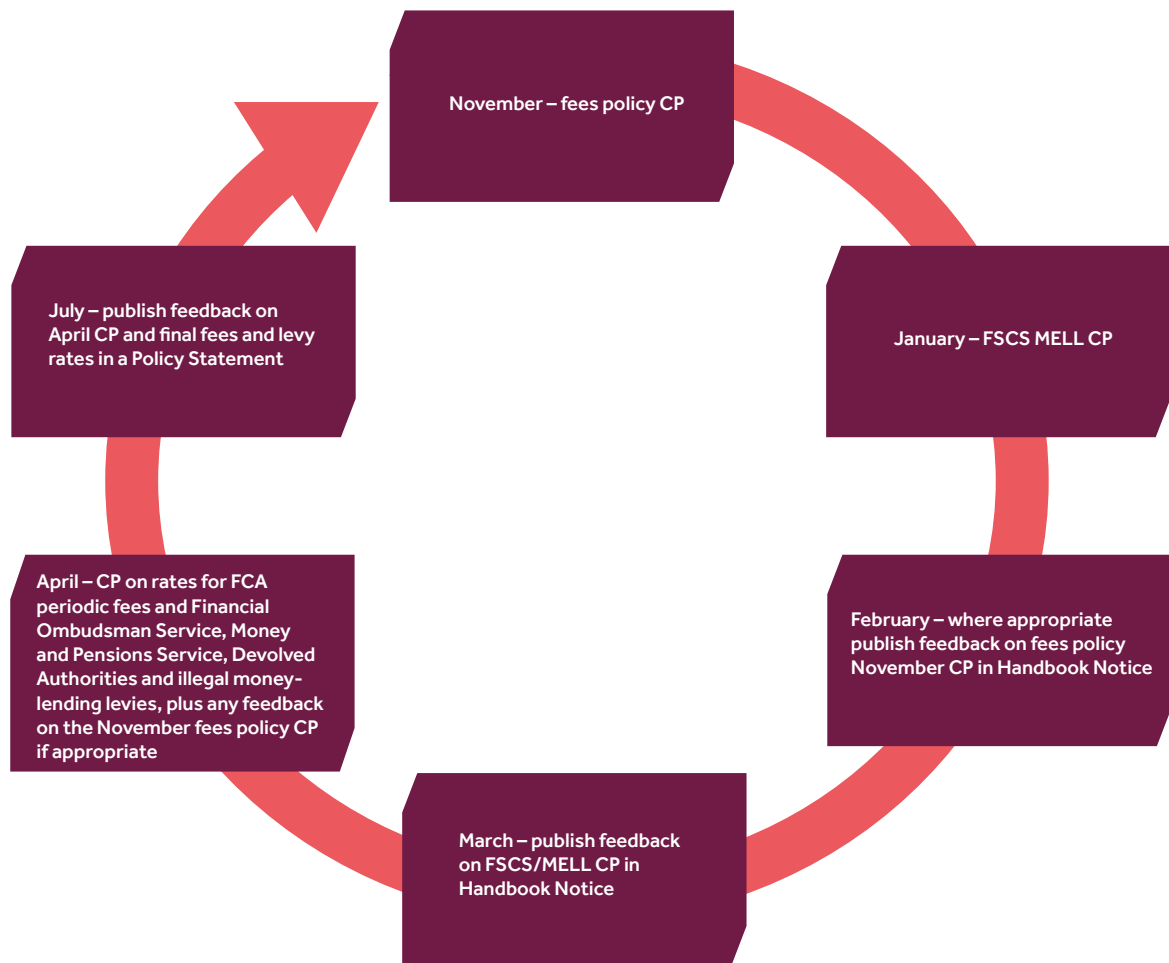 November – fees policy CP
January – FSCS MELL CP
February – where appropriate
publish feedback on fees policy
November CP in Handbook Notice
March – publish feedback
on FSCS/MELL CP in
Handbook Notice
April – CP on rates for FCA
periodic fees and Financial
Ombudsman Service, Money
and Pensions Service, Devolved
Authorities and illegal money-
lending levies, plus any feedback
on the November fees policy CP
if appropriate
July – publish feedback on
April CP and final fees and levy
rates in a Policy Statement